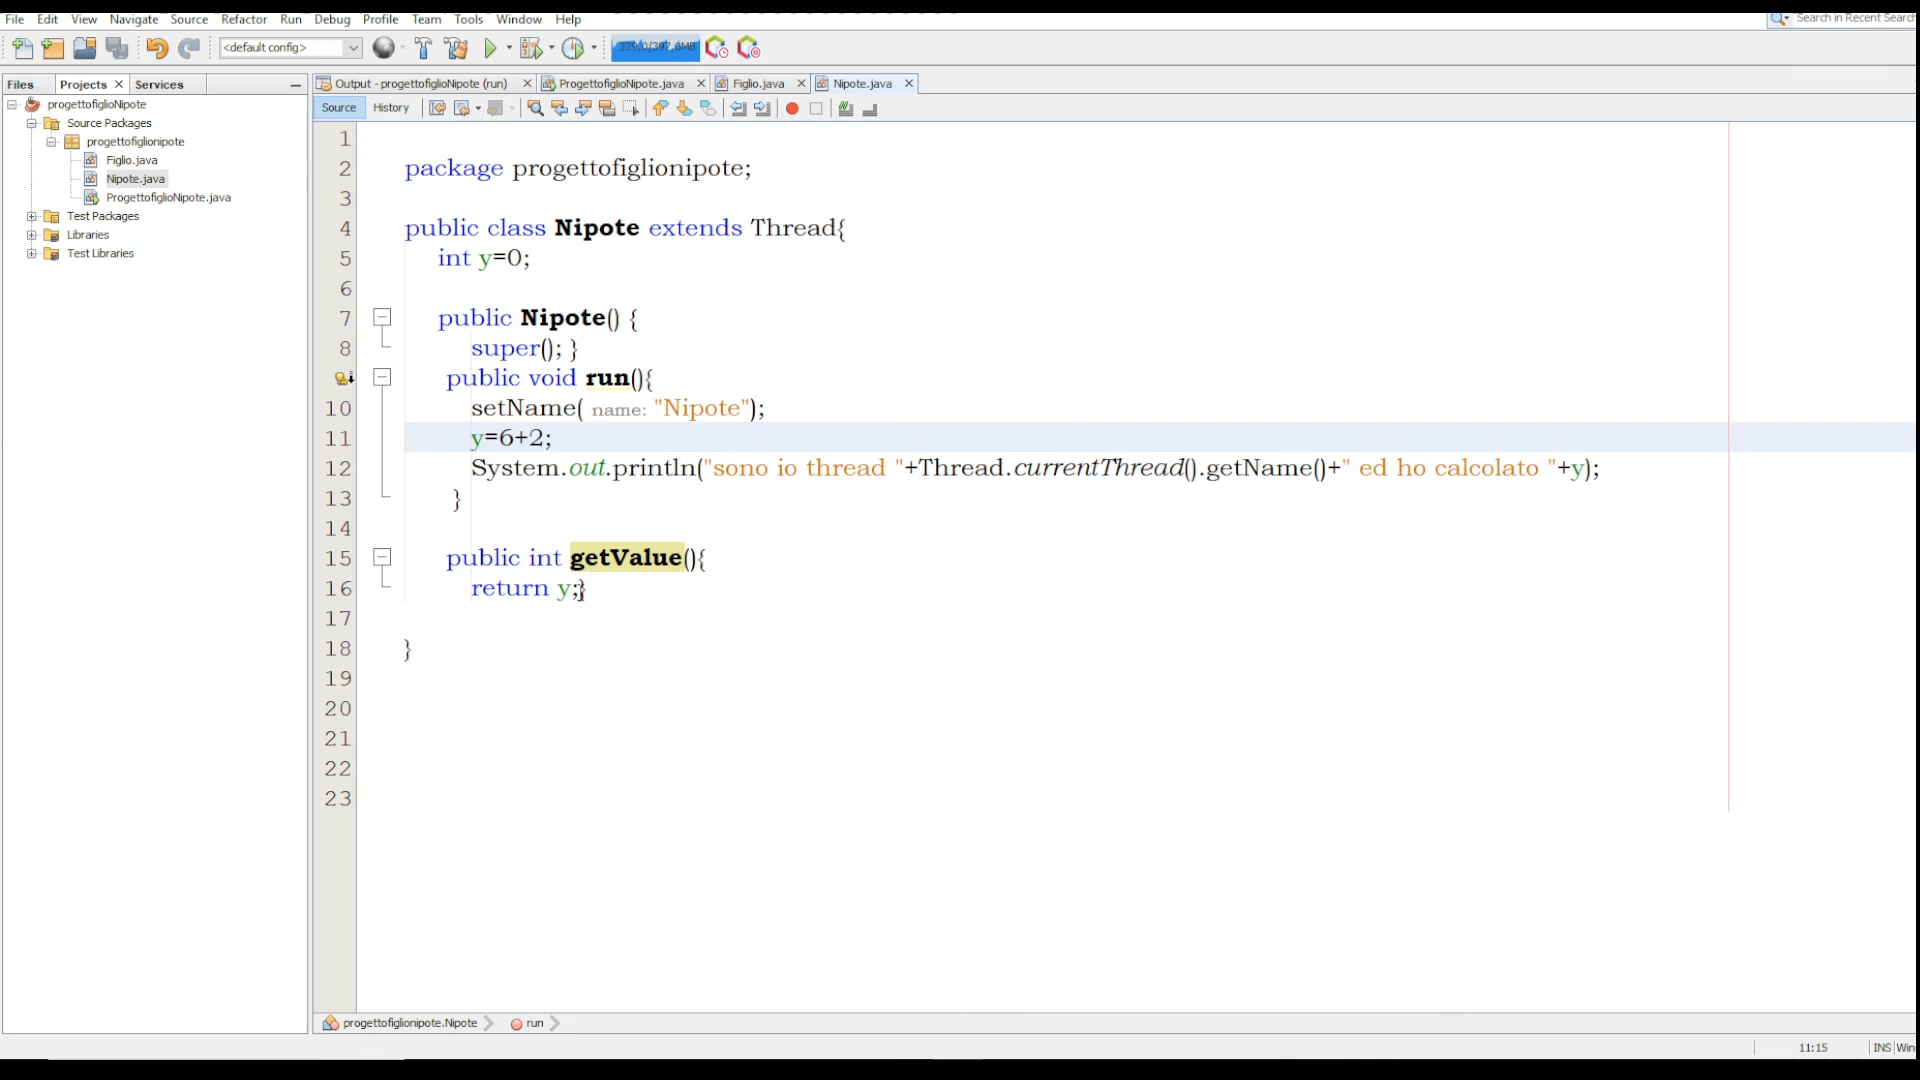 File Edit View Navigate Source Refactor Run Debug Profile Team Tools Window Help
Search in Recent Search
<default config>
Files Projects Services
Output - progettofiglioNipote (run) ProgettofiglioNipote.java Figlio.java Nipote.java
Source History
progettofiglioNipote
Source Packages
progettofiglionipote
Figlio.java
Nipote.java
ProgettofiglioNipote.java
Test Packages
Libraries
Test Libraries
1
2 package progettofiglionipote;
3
4 public class Nipote extends Thread{
5 int y=0;
6
7 public Nipote() {
8 super(); }
public void run(){
10 setName( name: "Nipote");
11 y=6+2;
12 System.out.println("sono io thread "+Thread.currentThread().getName()+" ed ho calcolato "+y);
13 }
14
15 public int getValue(){
16 return y;}
17
18 }
19
20
21
22
23
progettofiglionipote.Nipote run
11:15 INS Win